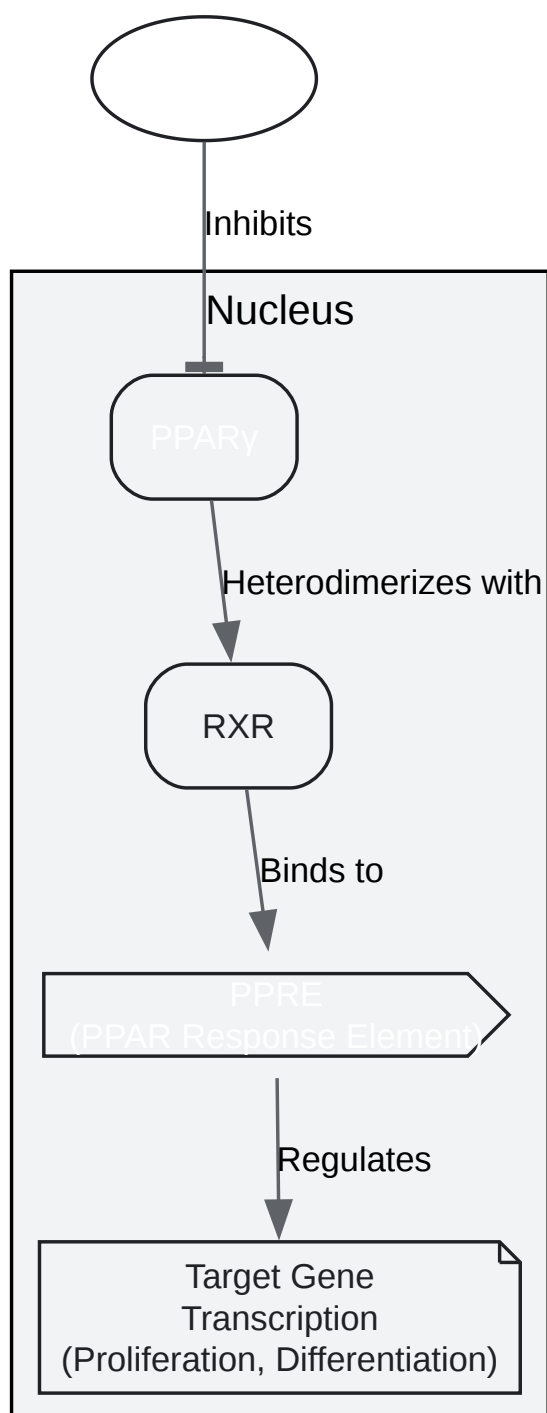 Inhibits
Nucleus
PPARγ
Heterodimerizes with
RXR
Binds to
PPRE
(PPAR Response Element)
Regulates
Target Gene
Transcription
(Proliferation, Differentiation)